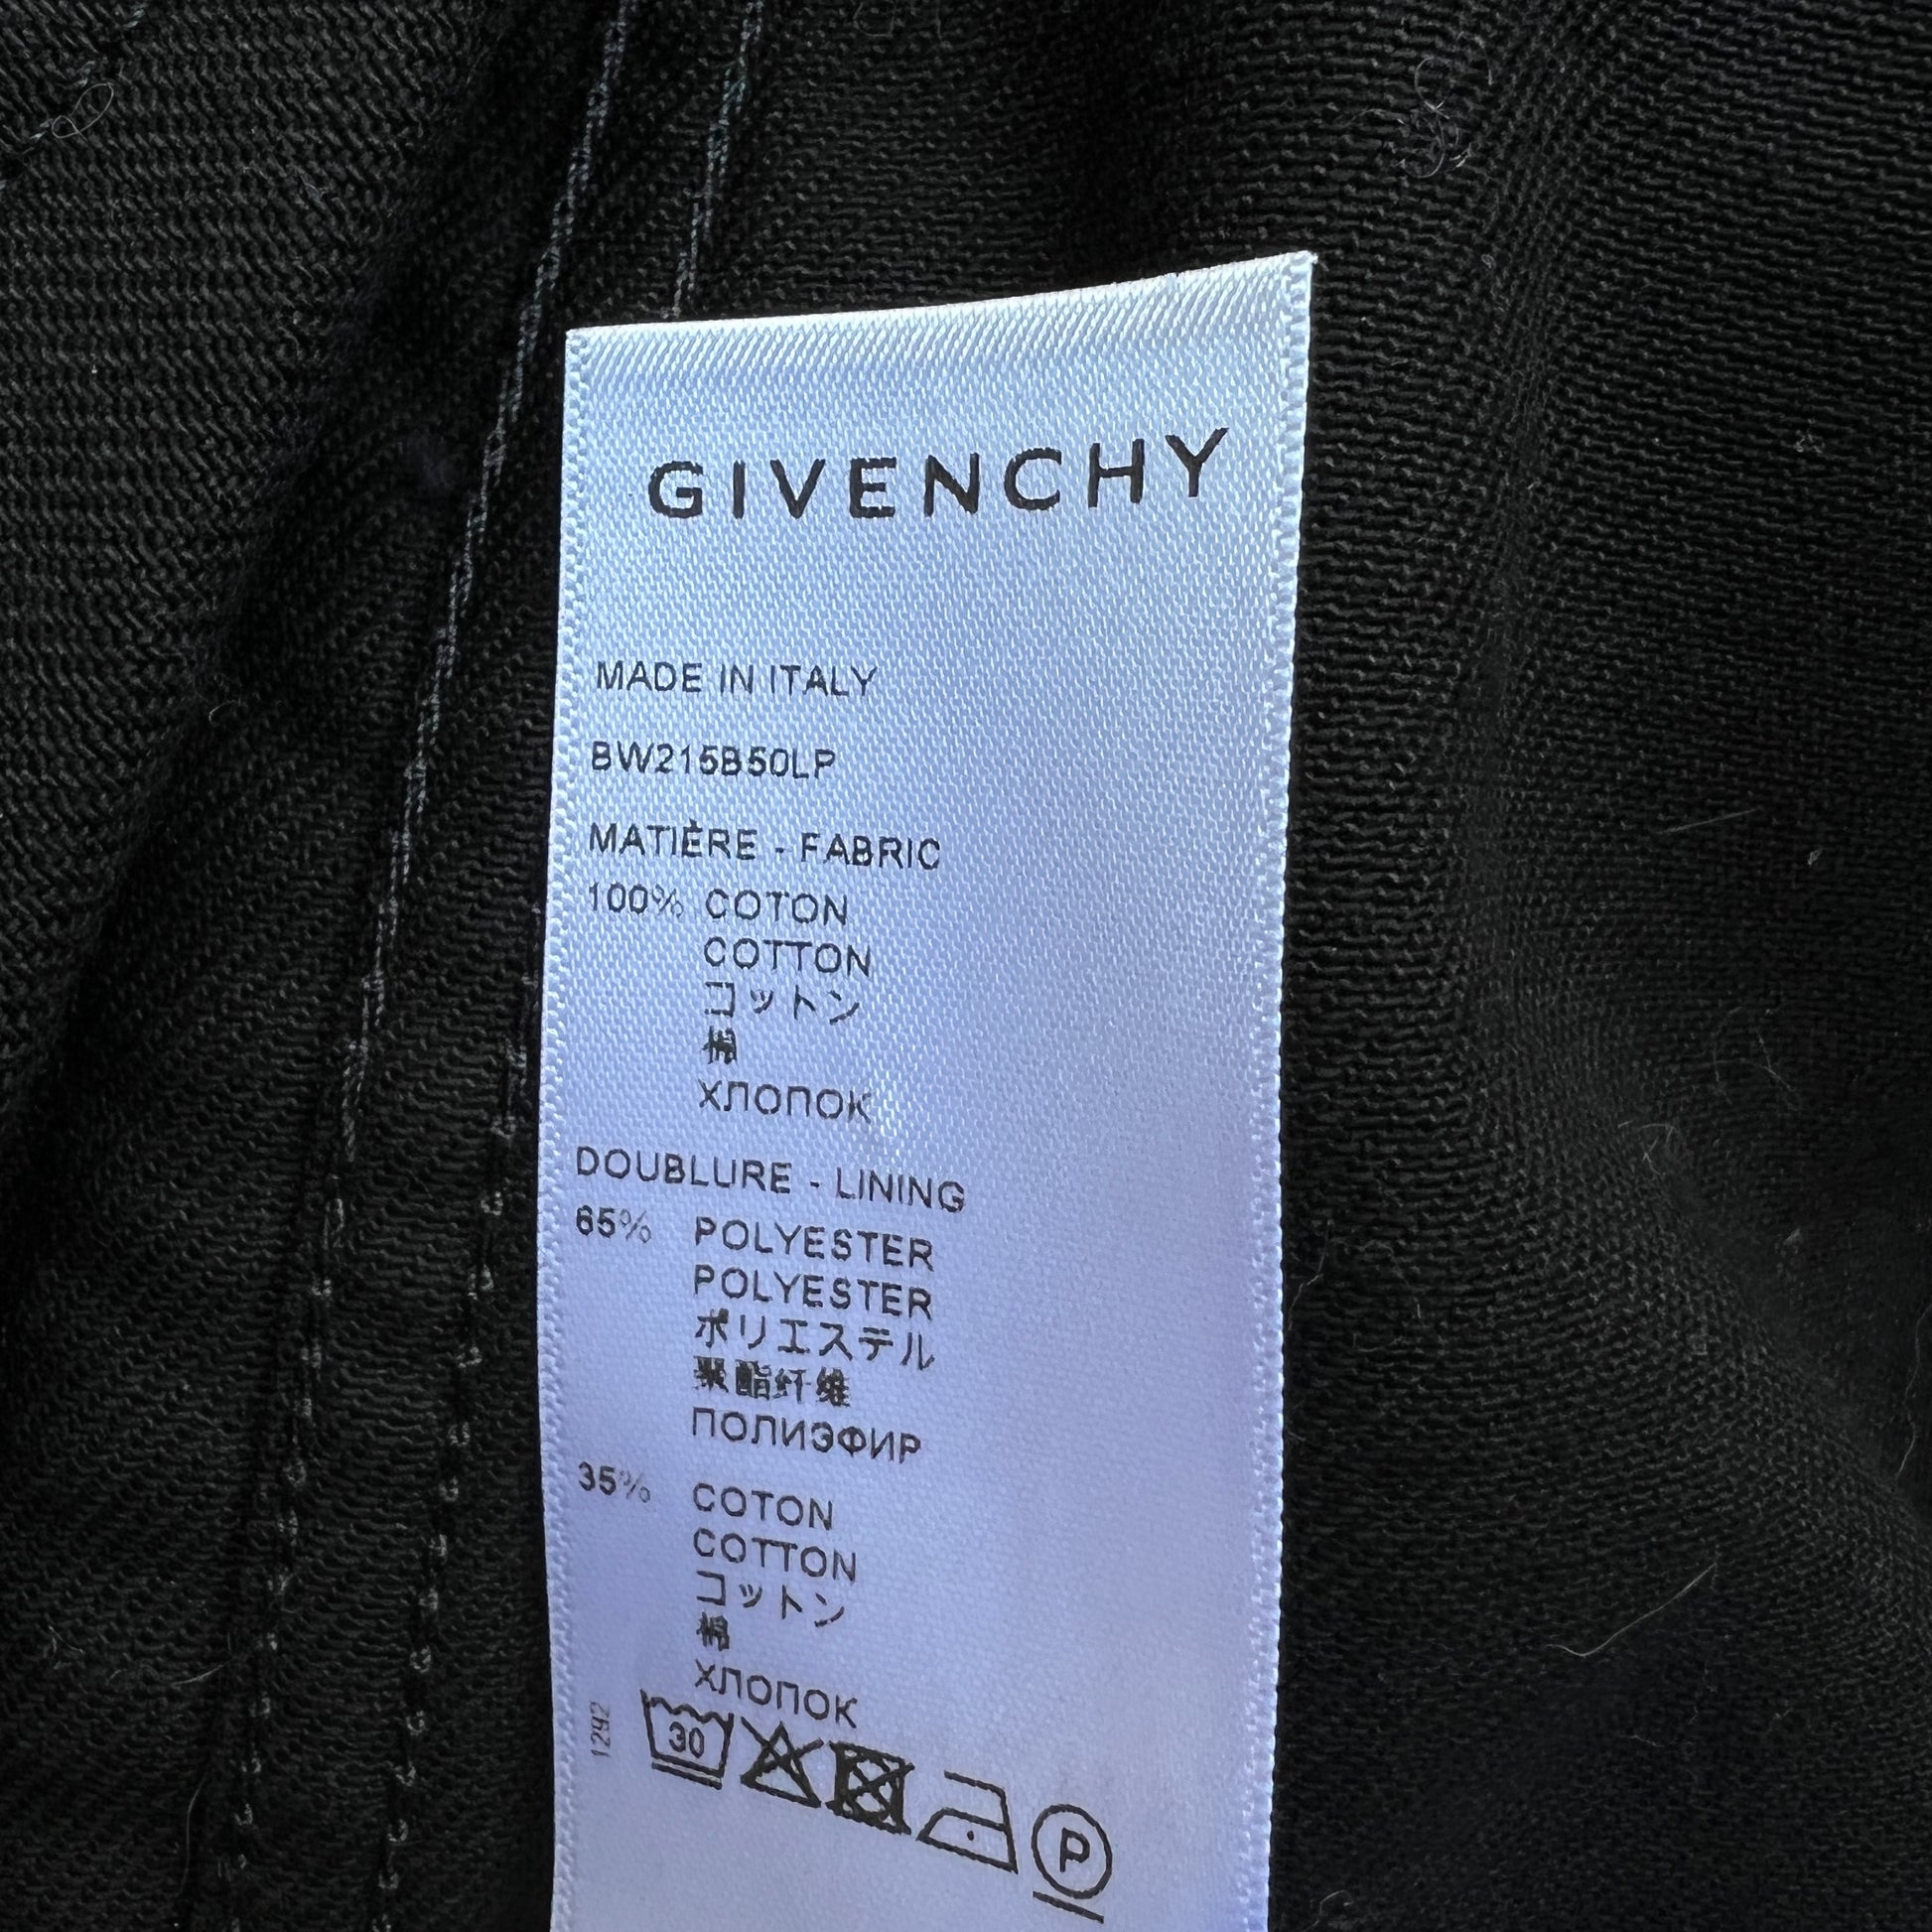 GIVENCHY
MADE IN ITALY
BW215B50LP
MATIÈRE - FABRIC
100% COTON
COTTON
コットン
棉
ХЛОПОК
DOUBLURE - LINING
65% POLYESTER
POLYESTER
ポリエステル
聚酯纤维
ПОЛИЭФИР
35% COTON
COTTON
コットン
棉
ХЛОПОК
1292
30
P